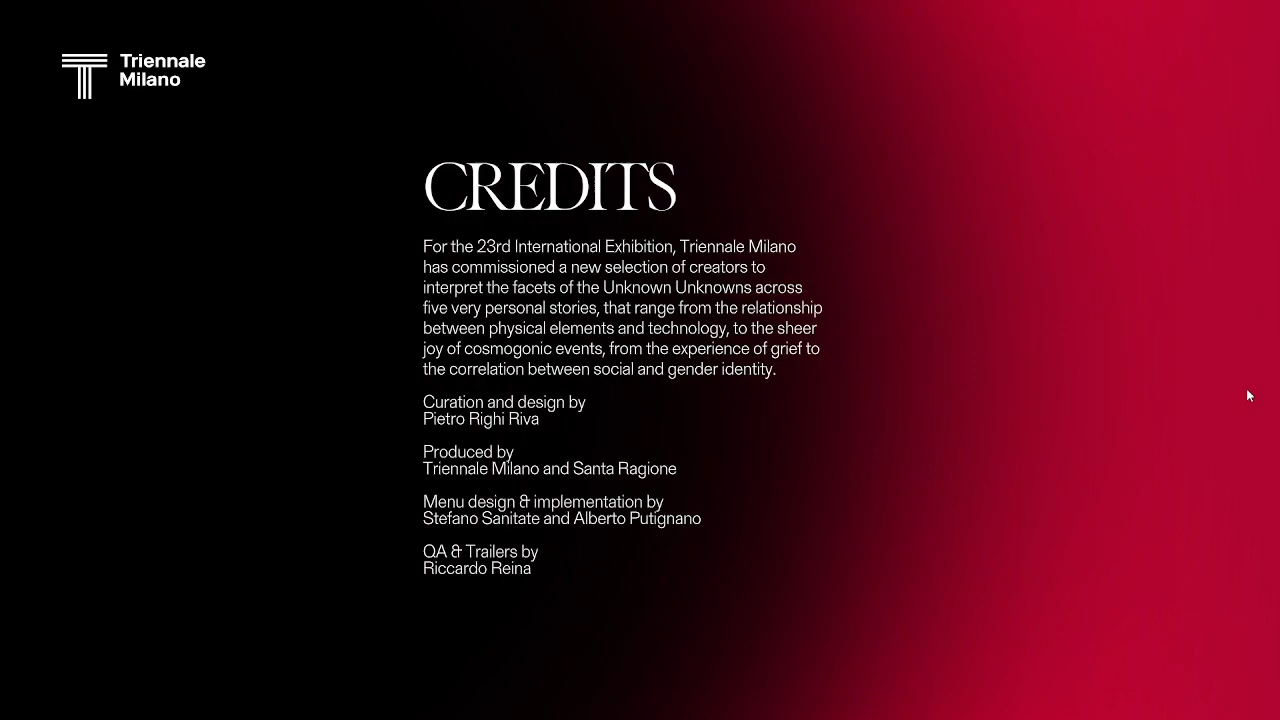 Triennale
Milano
CREDITS
For the 23rd International Exhibition, Triennale Milano
has commissioned a new selection of creators to
interpret the facets of the Unknown Unknowns across
five very personal stories, that range from the relationship
between physical elements and technology, to the sheer
joy of cosmogonic events, from the experience of grief to
the correlation between social and gender identity.
Curation and design by
Pietro Righi Riva
Produced by
Triennale Milano and Santa Ragione
Menu design & implementation by
Stefano Sanitate and Alberto Putignano
QA & Trailers by
Riccardo Reina